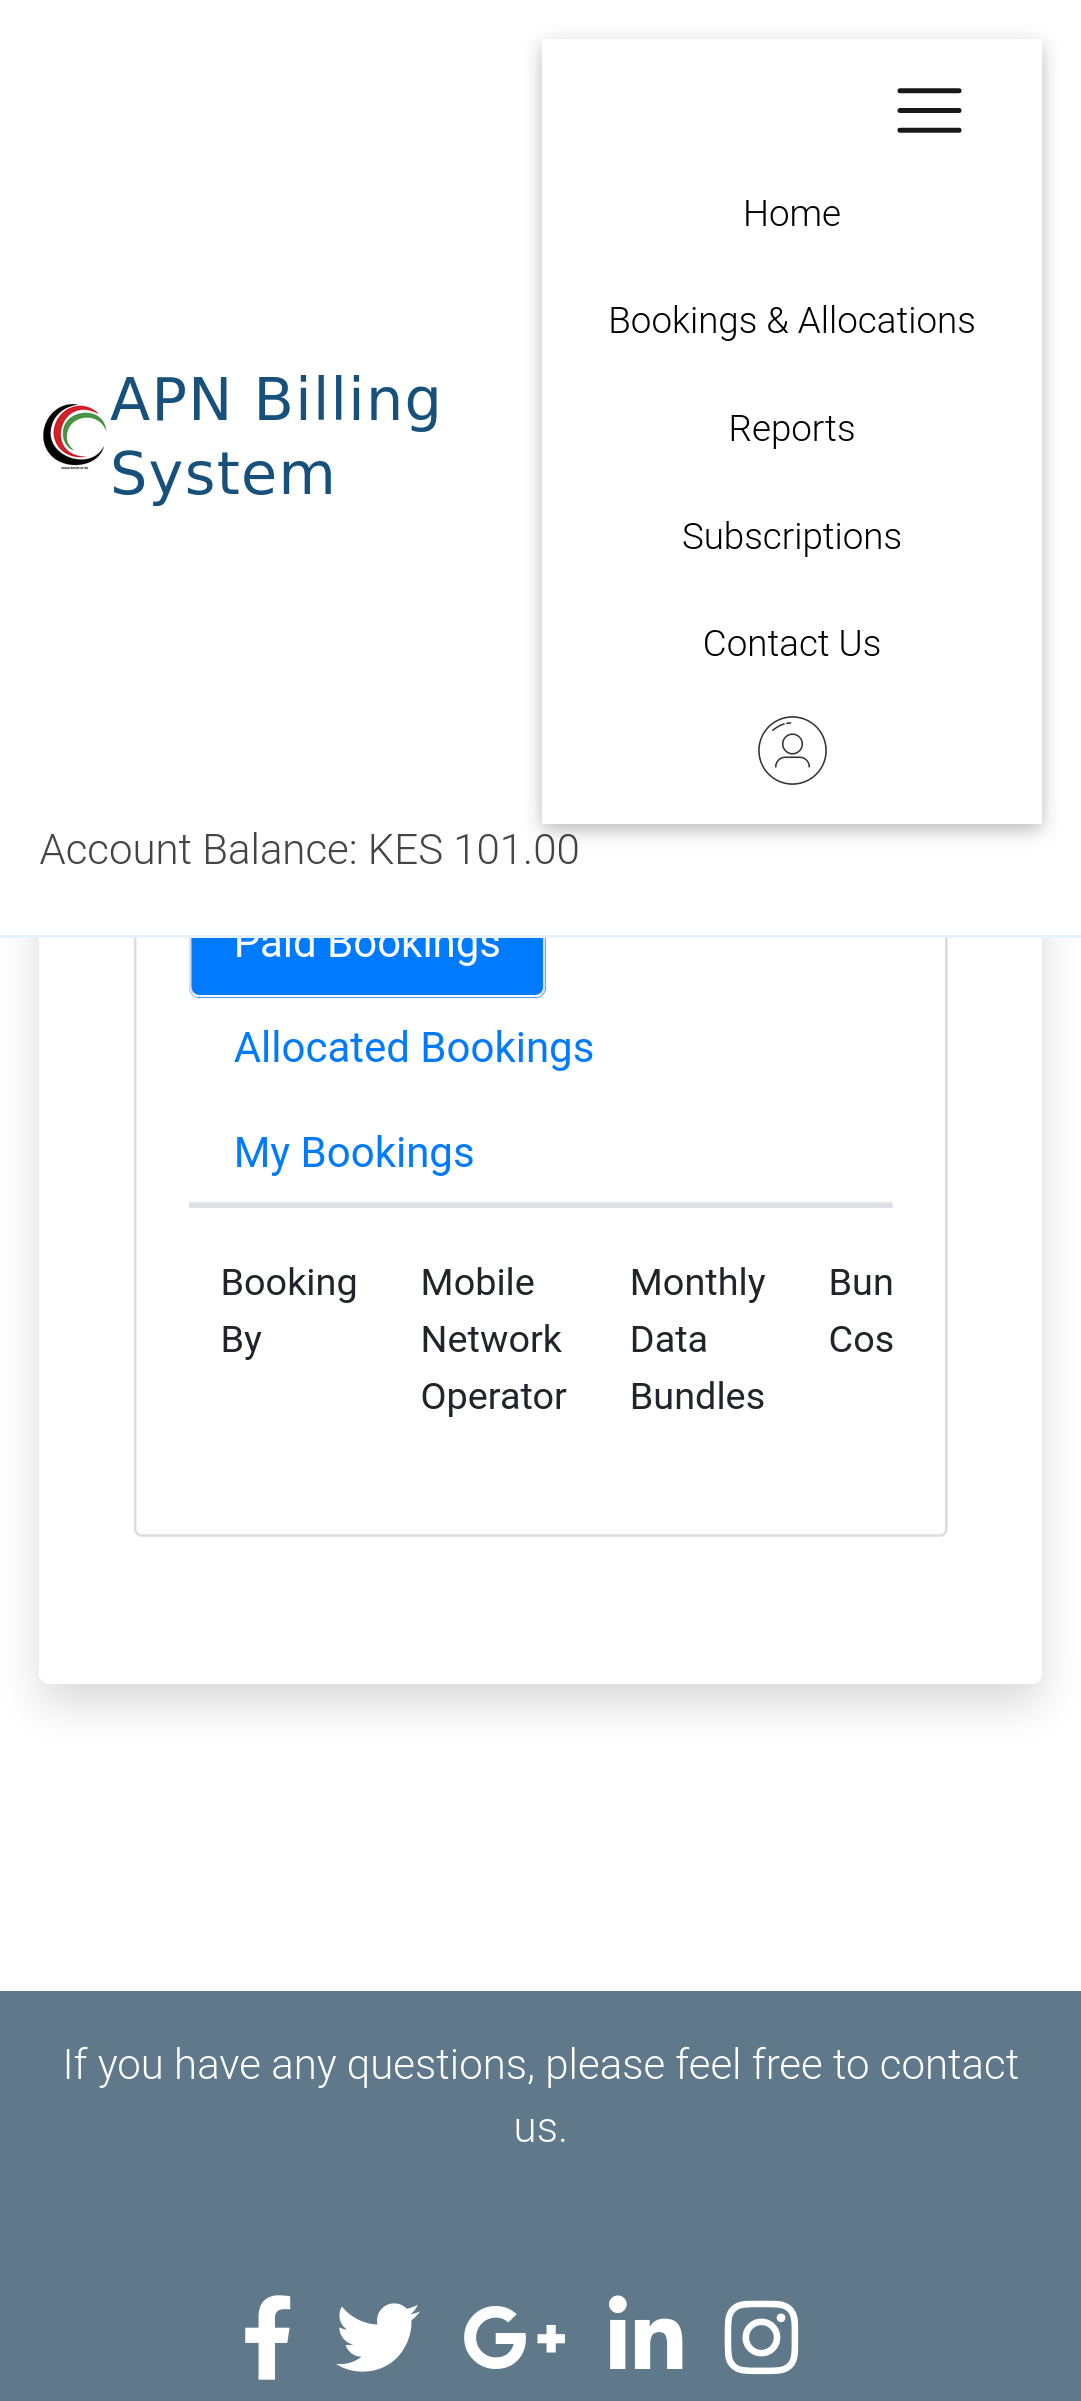 Home
Bookings & Allocations
Reports
Subscriptions
Contact Us
APN Billing
System
Account Balance: KES 101.00
Paid Bookings
Allocated Bookings
My Bookings
Booking By
Mobile Network Operator
Monthly Data Bundles
Bun
Cos
If you have any questions, please feel free to contact
us.